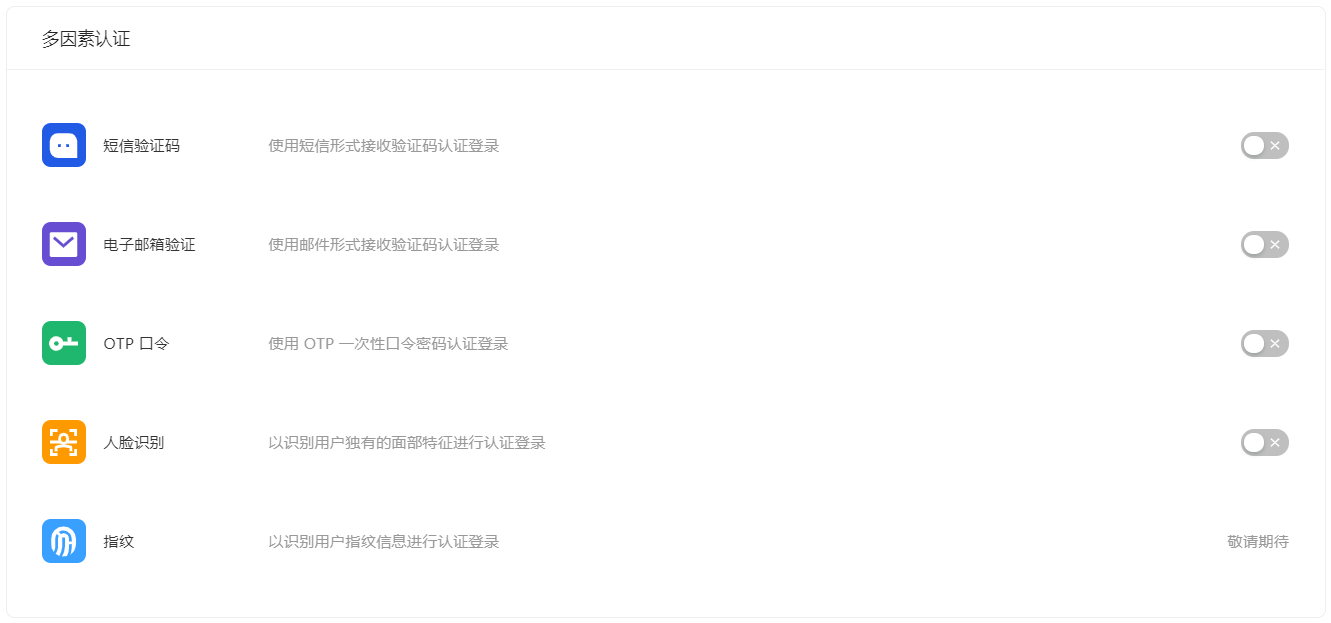 多因素认证
短信验证码 使用短信形式接收验证码认证登录
电子邮箱验证 使用邮件形式接收验证码认证登录
OTP 口令 使用 OTP 一次性口令密码认证登录
人脸识别 以识别用户独有的面部特征进行认证登录
指纹 以识别用户指纹信息进行认证登录 敬请期待